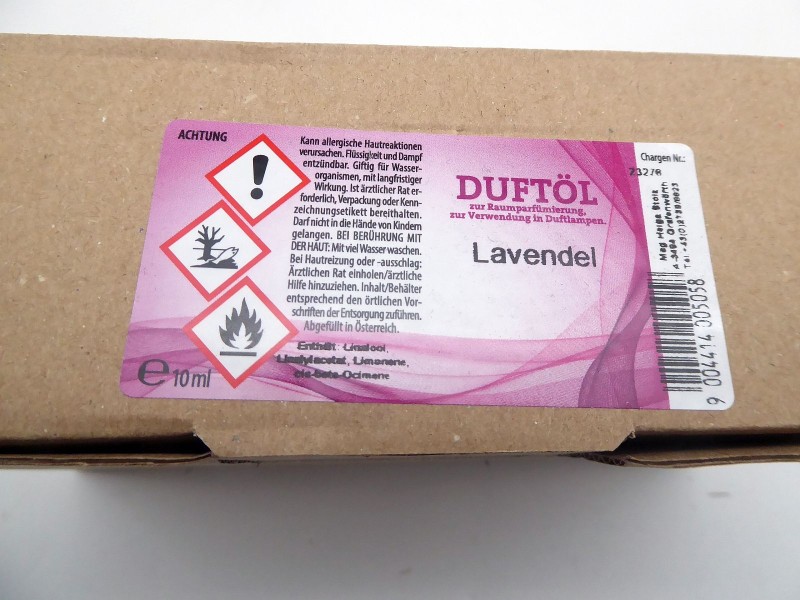 ACHTUNG
Kann allergische Hautreaktionen
verursachen. Flüssigkeit und Dampf
entzündbar. Giftig für Wasser-
organismen, mit langfristiger
Wirkung. Ist ärztlicher Rat er-
forderlich, Verpackung oder Kenn-
zeichnungsetikett bereithalten.
Darf nicht in die Hände von Kindern
gelangen. BEI BERÜHRUNG MIT
DER HAUT: Mit viel Wasser waschen.
Bei Hautreizung oder -ausschlag:
Ärztlichen Rat einholen/ärztliche
Hilfe hinzuziehen. Inhalt/Behälter
entsprechend den örtlichen Vor-
schriften der Entsorgung zuführen.
Abgefüllt in Österreich.
Enthält Linalool,
Linalylacetat, Limonene,
cis-beta-Ocimene
e 10 ml
DUFTÖL
zur Raumparfümierung,
zur Verwendung in Duftlampen.
Lavendel
Chargen Nr.:
Mag Helga Stolz
9 004414 005058